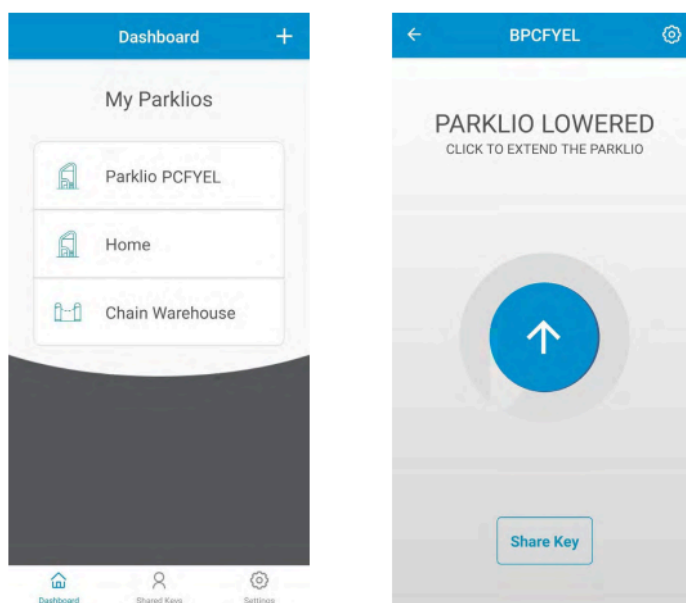 Dashboard
My Parklios
Parklio PCFYEL
Home
Chain Warehouse
Dashboard
Shared Keys
Settings
BPCFYEL
PARKLIO LOWERED
CLICK TO EXTEND THE PARKLIO
Share Key